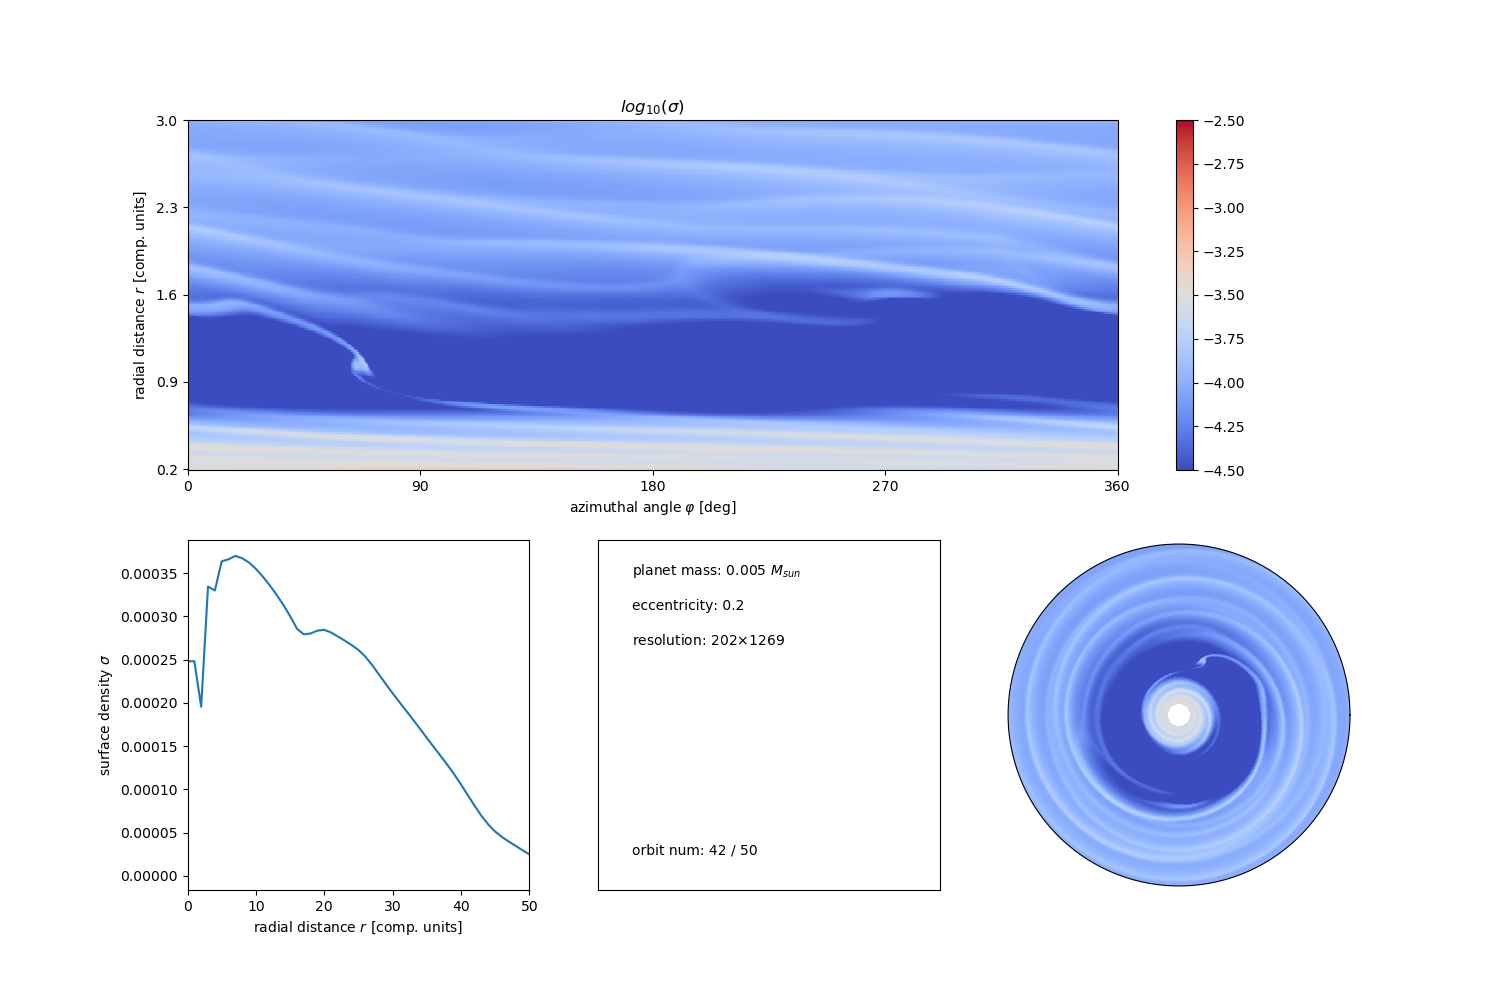 log₁₀(σ)
3.0
2.3
1.6
0.9
0.2
radial distance r [comp. units]
0 90 180 270 360
azimuthal angle φ [deg]
−2.50
−2.75
−3.00
−3.25
−3.50
−3.75
−4.00
−4.25
−4.50
0.00035
0.00030
0.00025
0.00020
0.00015
0.00010
0.00005
0.00000
surface density σ
0 10 20 30 40 50
radial distance r [comp. units]
planet mass: 0.005 Mₛᵤₙ
eccentricity: 0.2
resolution: 202×1269
orbit num: 42 / 50